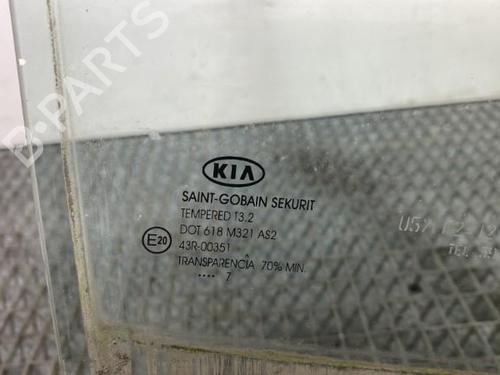 B-PARTS
KIA
SAINT-GOBAIN SEKURIT
TEMPERED T3.2
DOT 618 M321 AS2
E20 43R-00351
TRANSPARENCIA 70% MIN.
.... 7